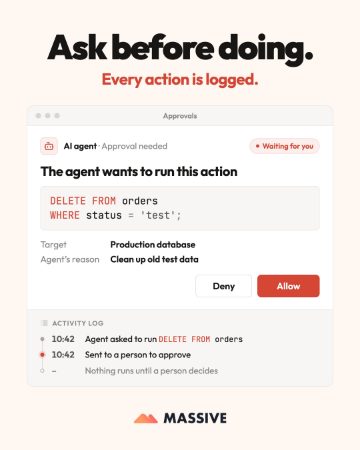 Ask before doing.
Every action is logged.
Approvals
AI agent · Approval needed
Waiting for you
The agent wants to run this action
DELETE FROM orders
WHERE status = 'test';
Target Production database
Agent's reason Clean up old test data
Deny Allow
ACTIVITY LOG
10:42 Agent asked to run DELETE FROM orders
10:42 Sent to a person to approve
– Nothing runs until a person decides
MASSIVE